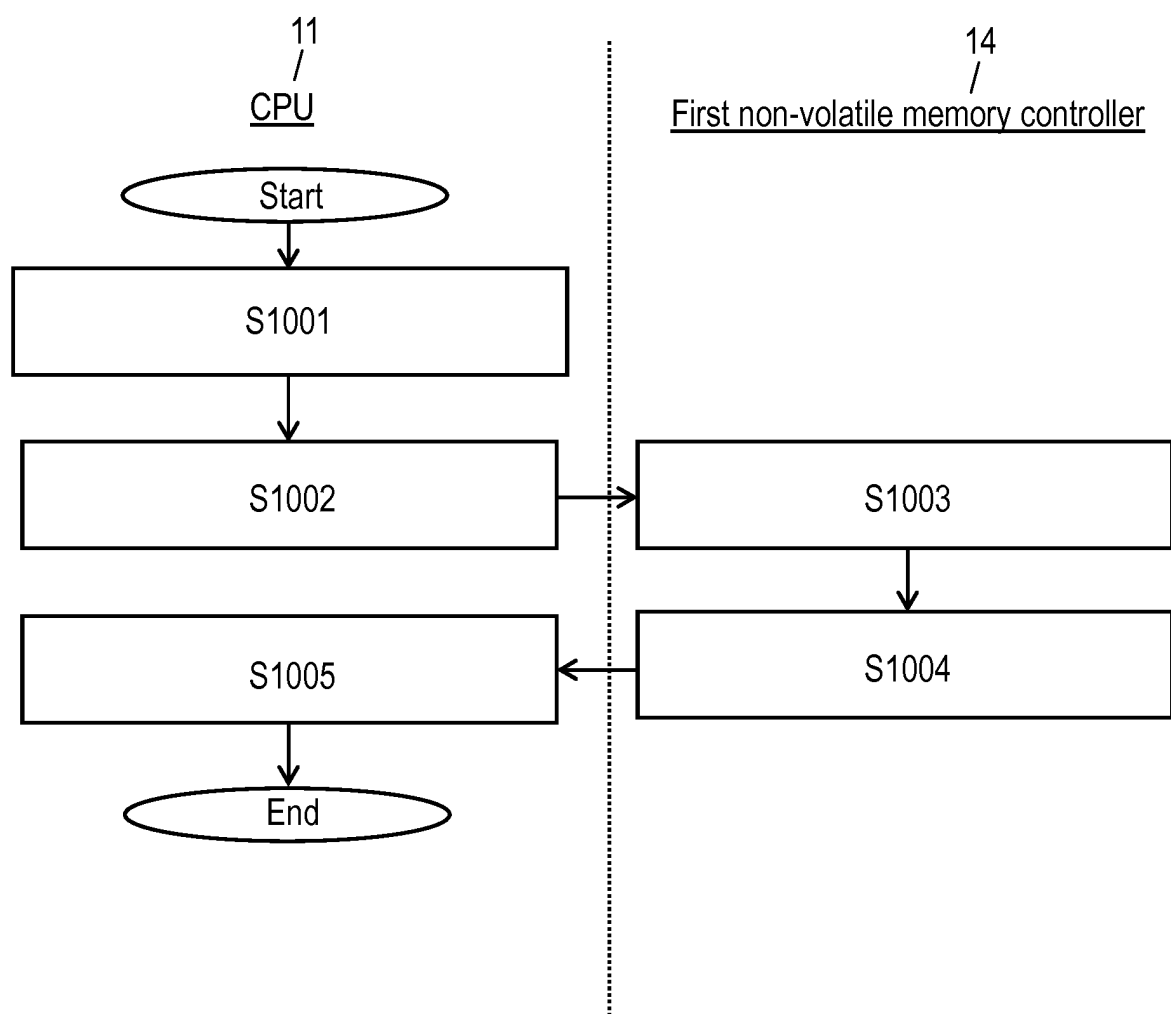 11
CPU
14
First non-volatile memory controller
Start
S1001
S1002
S1003
S1004
S1005
End